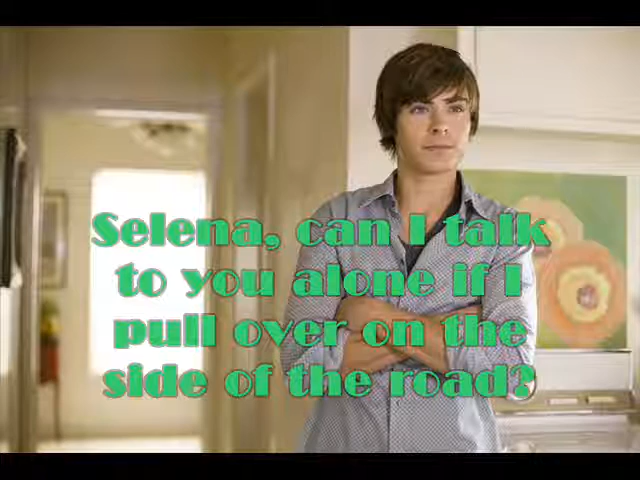 Selena, can I talk
to you alone if I
pull over on the
side of the road?